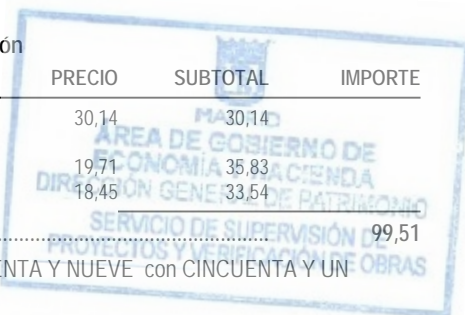 ón
PRECIO SUBTOTAL IMPORTE
30,14 30,14
MADRID
ÁREA DE GOBIERNO DE
ECONOMÍA Y HACIENDA
19,71 35,83
DIRECCIÓN GENERAL DE PATRIMONIO
18,45 33,54
SERVICIO DE SUPERVISIÓN DE
........................................................ 99,51
PROYECTOS Y VERIFICACIÓN DE OBRAS
ENTA Y NUEVE con CINCUENTA Y UN